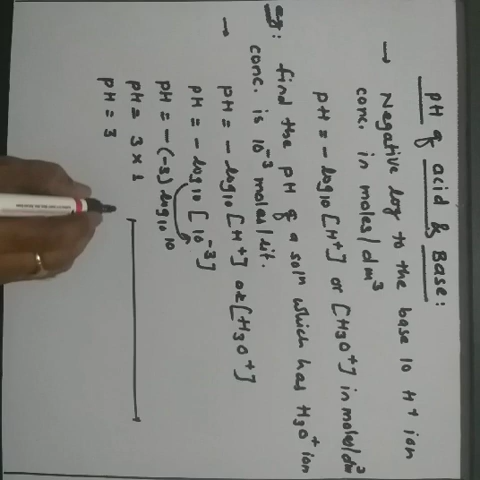 pH of acid & Base:
→ Negative log to the base 10 H+ ion
conc. in moles/dm³
pH = -log10 [H+] or [H3O+] in moles/dm³
eg: find the pH of a solⁿ which has H3O+ ion
conc. is 10⁻³ moles/lit.
→ pH = -log10 [H+] or [H3O+]
pH = -log10 [10⁻³]
pH = -(-3) log10 10
pH = 3 x 1
pH = 3